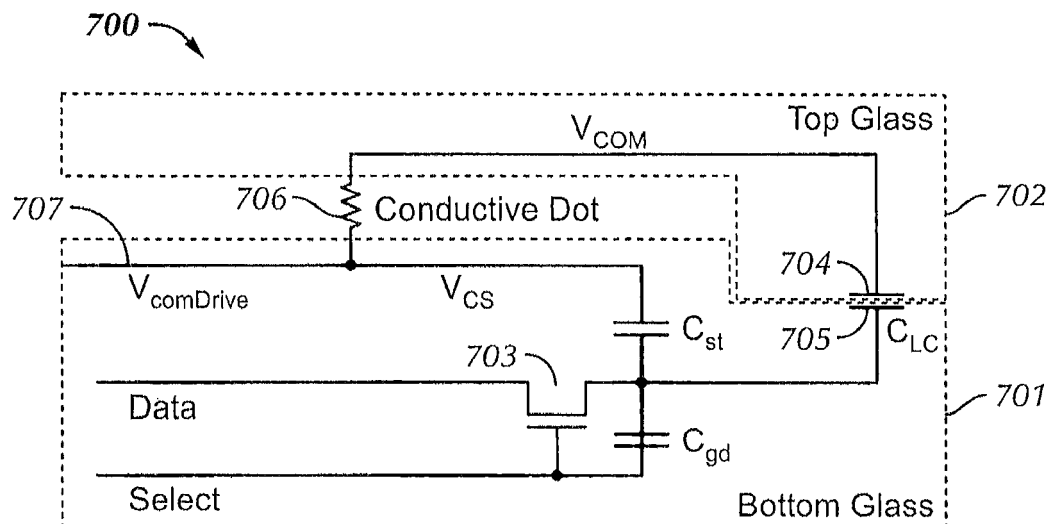 700
Top Glass
V_COM
706
Conductive Dot
707
702
V_comDrive
V_CS
704
705
C_LC
C_st
703
701
Data
C_gd
Select
Bottom Glass